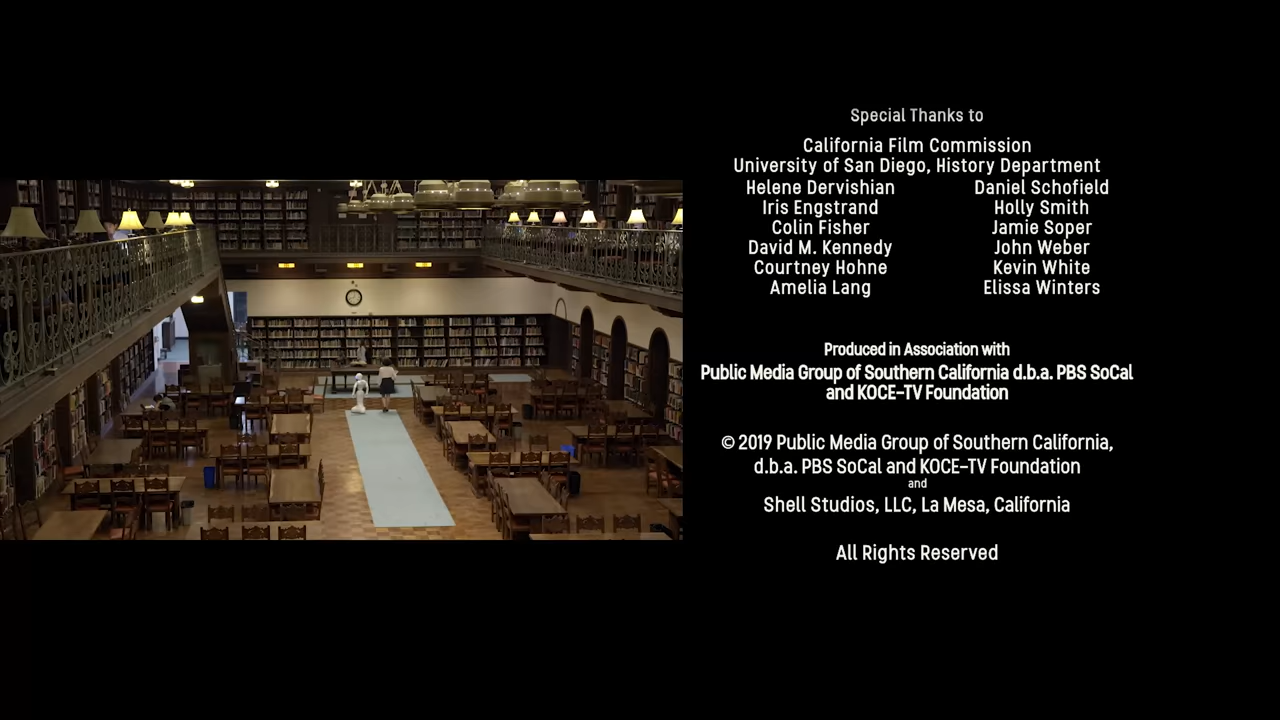 Special Thanks to
California Film Commission
University of San Diego, History Department
Helene Dervishian Daniel Schofield
Iris Engstrand Holly Smith
Colin Fisher Jamie Soper
David M. Kennedy John Weber
Courtney Hohne Kevin White
Amelia Lang Elissa Winters
Produced in Association with
Public Media Group of Southern California d.b.a. PBS SoCal
and KOCE-TV Foundation
© 2019 Public Media Group of Southern California,
d.b.a. PBS SoCal and KOCE-TV Foundation
and
Shell Studios, LLC, La Mesa, California
All Rights Reserved